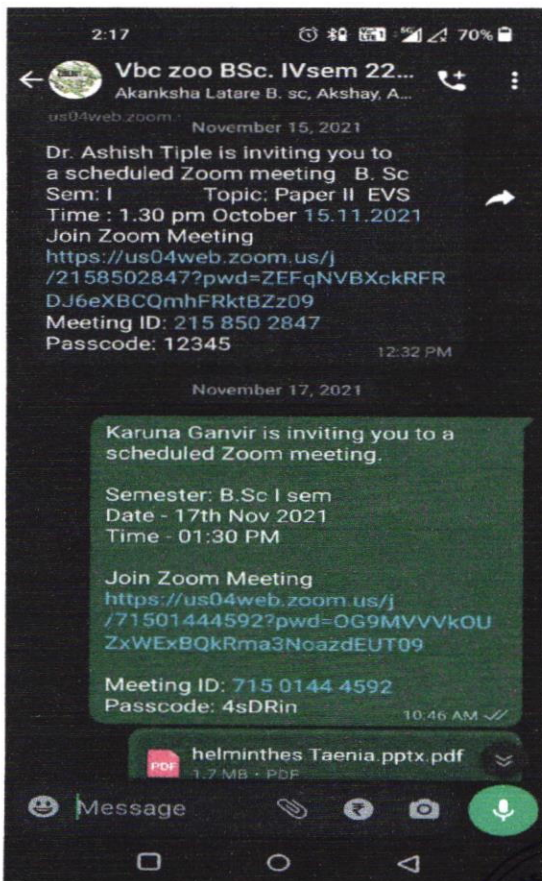 2:17
70%
Vbc zoo BSc. IVsem 22...
Akanksha Latare B. sc, Akshay, A...
us04web.zoom.
November 15, 2021
Dr. Ashish Tiple is inviting you to
a scheduled Zoom meeting B. Sc
Sem: I Topic: Paper II EVS
Time : 1.30 pm October 15.11.2021
Join Zoom Meeting
https://us04web.zoom.us/j
/2158502847?pwd=ZEFqNVBXckRFR
DJ6eXBCQmhFRktBZz09
Meeting ID: 215 850 2847
Passcode: 12345
12:32 PM
November 17, 2021
Karuna Ganvir is inviting you to a
scheduled Zoom meeting.
Semester: B.Sc I sem
Date - 17th Nov 2021
Time - 01:30 PM
Join Zoom Meeting
https://us04web.zoom.us/j
/71501444592?pwd=OG9MVVVkOU
ZxWExBQkRma3NoazdEUT09
Meeting ID: 715 0144 4592
Passcode: 4sDRin
10:46 AM
PDF
helminthes Taenia.pptx.pdf
1.7 MB · PDF
Message